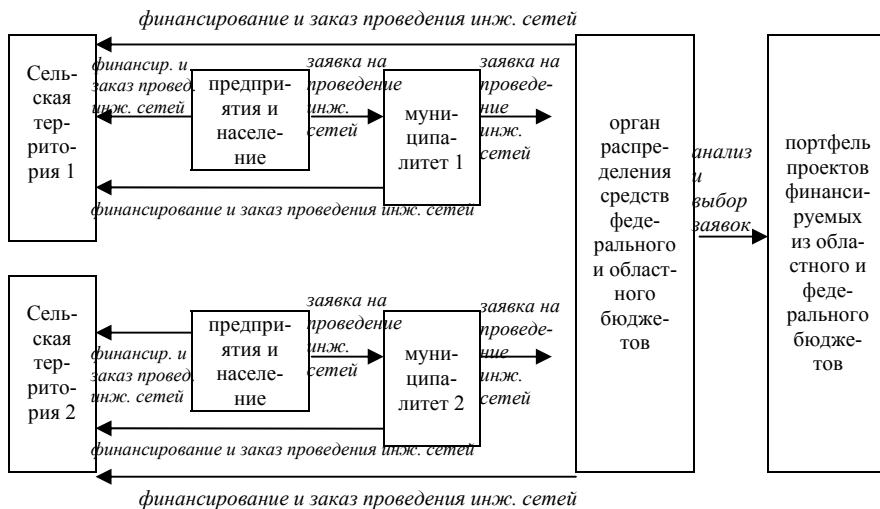 финансирование и заказ проведения инж. сетей
Сель-
ская
тер-
рито-
рия 1
финансир. и
заказ провед.
инж. сетей
предпри-
ятия и
населе-
ние
заявка на
проведение
инж.
сетей
муни-
ципа-
литет 1
заявка на
проведе-
ние
инж.
сетей
финансирование и заказ проведения инж. сетей
орган
распре-
деления
средств
феде-
рального
и област-
ного
бюдже-
тов
анализ
и
выбор
заявок
портфель
проектов
финанси-
руемых
из обла-
стного и
феде-
рального
бюдже-
тов
Сель-
ская
тер-
рито-
рия 2
финансир. и
заказ провед.
инж. сетей
предпри-
ятия и
населе-
ние
заявка на
проведение
инж.
сетей
муни-
ципа-
литет 2
заявка на
проведе-
ние
инж.
сетей
финансирование и заказ проведения инж. сетей
финансирование и заказ проведения инж. сетей